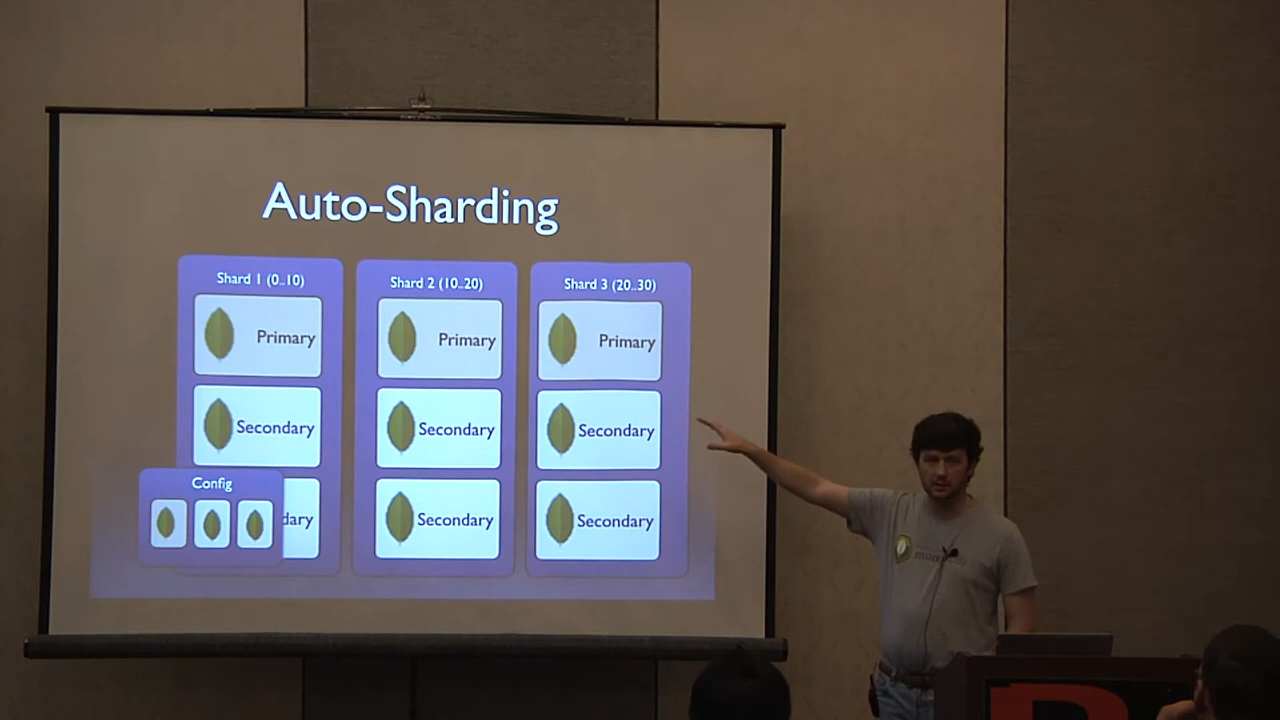 Auto-Sharding
Shard 1 (0..10)
Primary
Secondary
dary
Config
Shard 2 (10..20)
Primary
Secondary
Secondary
Shard 3 (20..30)
Primary
Secondary
Secondary